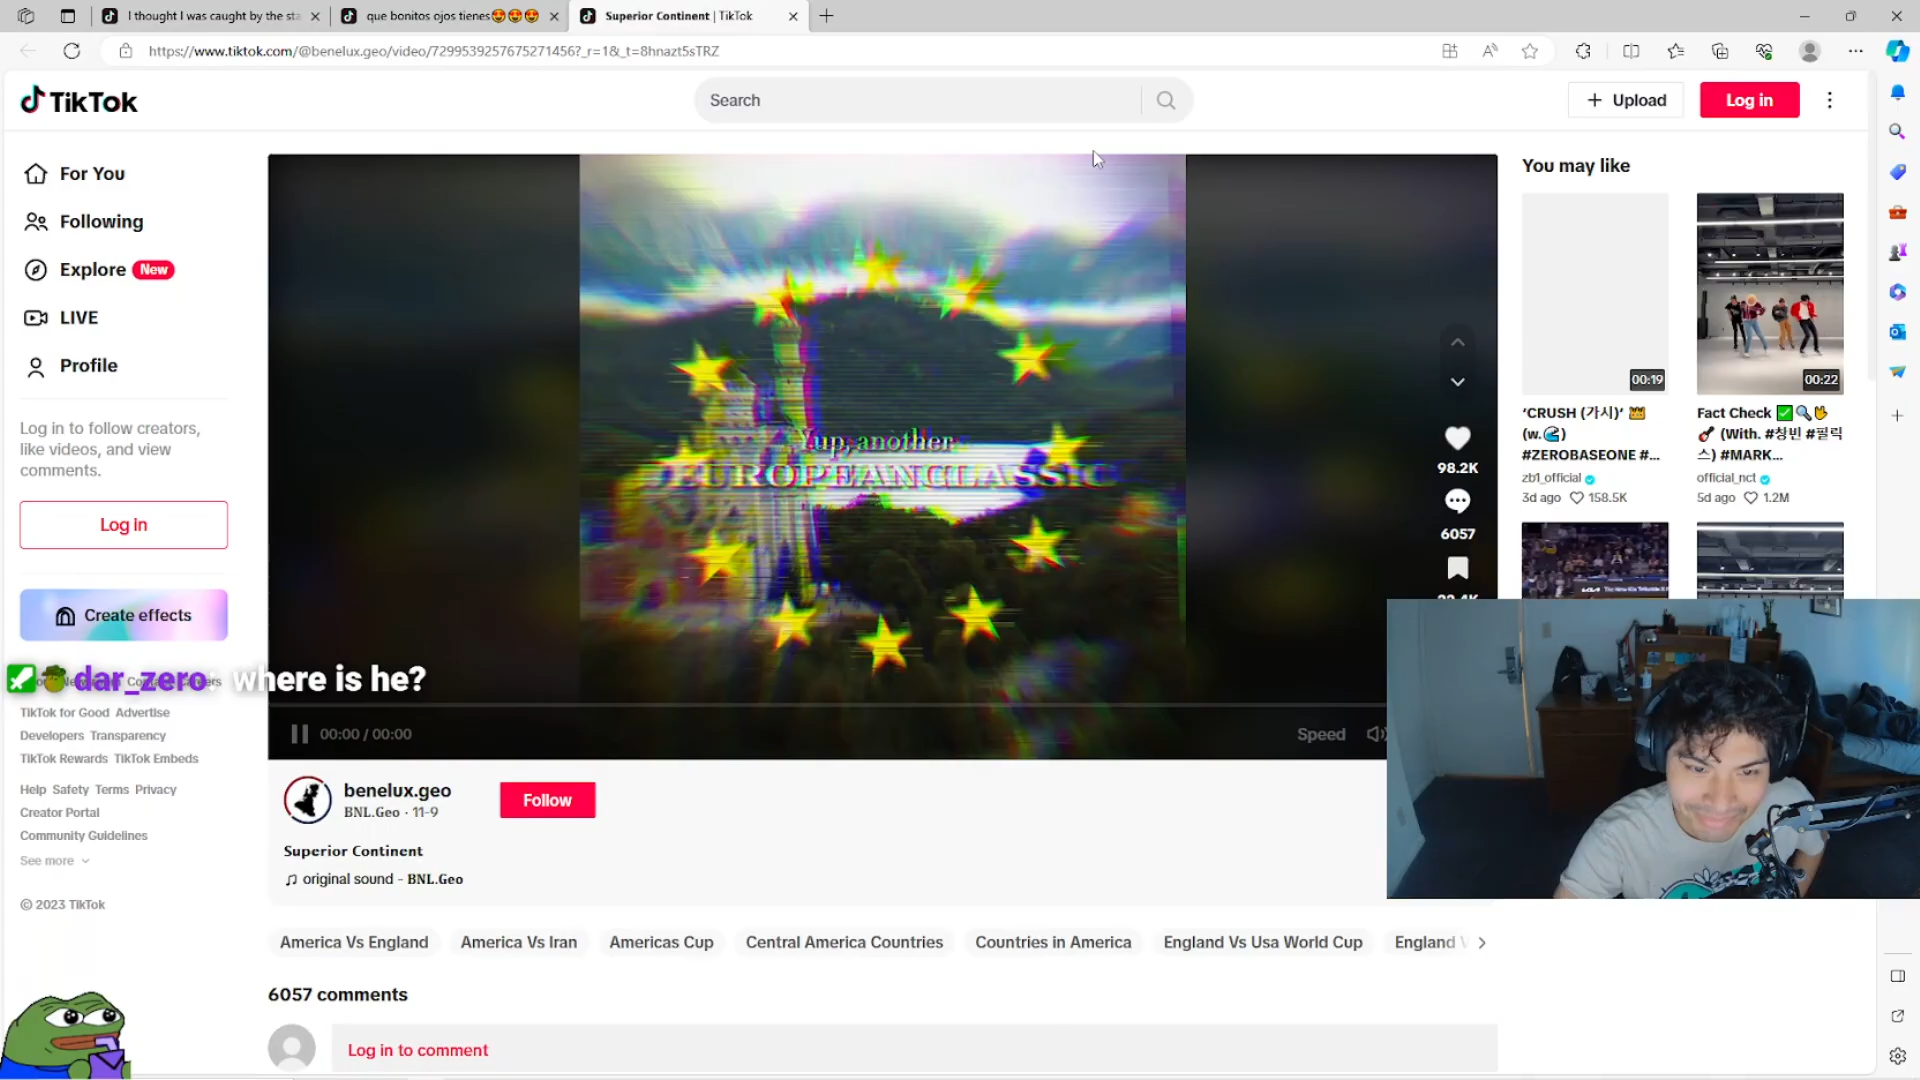 I thought I was caught by the sta
que bonitos ojos tienes😍😍😍
Superior Continent | TikTok
https://www.tiktok.com/@benelux.geo/video/7299539257675271456?_r=1&_t=8hnazt5sTRZ
TikTok
Search
Upload
Log in
For You
Following
Explore New
LIVE
Profile
Log in to follow creators,
like videos, and view
comments.
Log in
Create effects
dar_zero: where is he?
TikTok for Good Advertise
Developers Transparency
TikTok Rewards TikTok Embeds
Help Safety Terms Privacy
Creator Portal
Community Guidelines
See more
© 2023 TikTok
Yup, another
EUROPEAN CLASSIC
98.2K
6057
00:00 / 00:00
Speed
benelux.geo
BNL.Geo · 11-9
Follow
Superior Continent
♫ original sound - BNL.Geo
America Vs England
America Vs Iran
Americas Cup
Central America Countries
Countries in America
England Vs Usa World Cup
England V
6057 comments
Log in to comment
You may like
00:19
‘CRUSH (가시)’ 👑
(w.🌊)
#ZEROBASEONE #...
zb1_official
3d ago 158.5K
00:22
Fact Check ✅🔍🖖
🎸 (With. #창빈 #필릭
스) #MARK...
official_nct
5d ago 1.2M